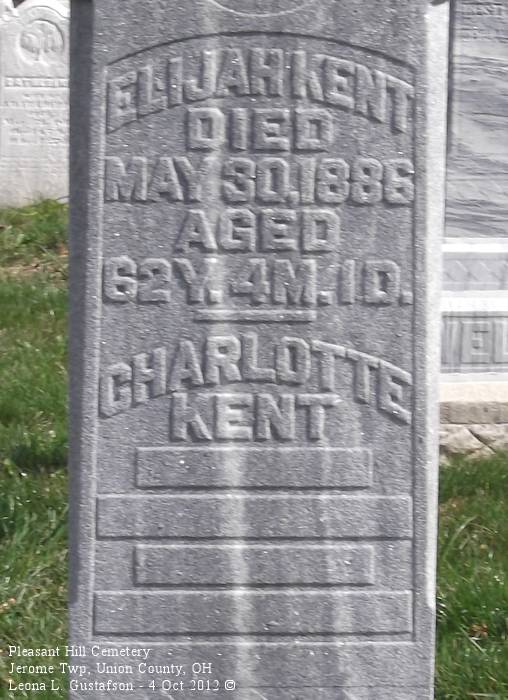 ELIJAH KENT
DIED
MAY 30, 1886
AGED
62Y. 4M. 1D.
CHARLOTTE
KENT
Pleasant Hill Cemetery
Jerome Twp, Union County, OH
Leona L. Gustafson - 4 Oct 2012 ©